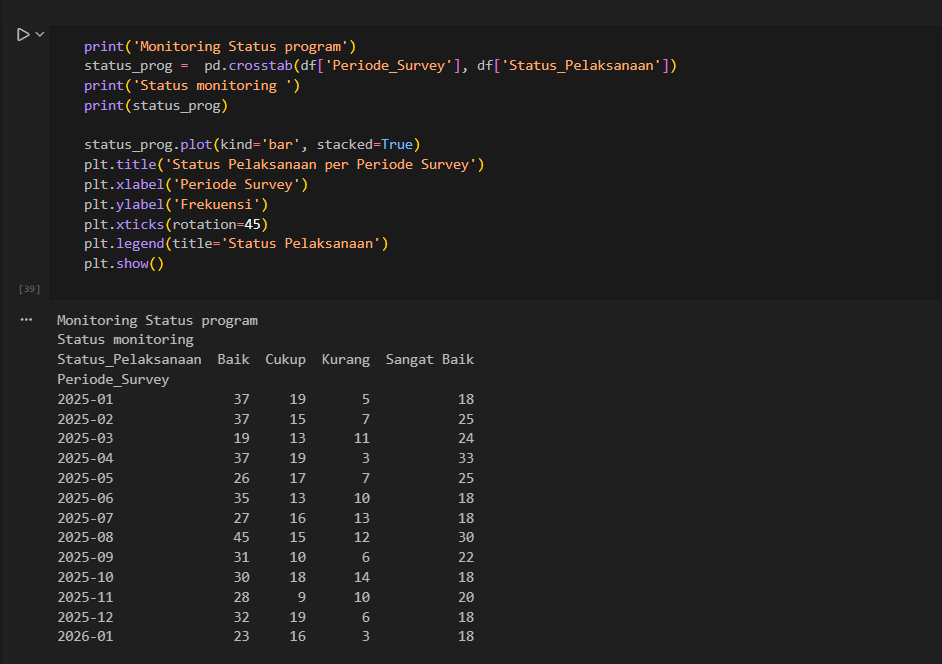 print('Monitoring Status program')
status_prog =  pd.crosstab(df['Periode_Survey'], df['Status_Pelaksanaan'])
print('Status monitoring ')
print(status_prog)
status_prog.plot(kind='bar', stacked=True)
plt.title('Status Pelaksanaan per Periode Survey')
plt.xlabel('Periode Survey')
plt.ylabel('Frekuensi')
plt.xticks(rotation=45)
plt.legend(title='Status Pelaksanaan')
plt.show()
[39]
Monitoring Status program
Status monitoring
Status_Pelaksanaan  Baik  Cukup  Kurang  Sangat Baik
Periode_Survey
2025-01               37     19       5           18
2025-02               37     15       7           25
2025-03               19     13      11           24
2025-04               37     19       3           33
2025-05               26     17       7           25
2025-06               35     13      10           18
2025-07               27     16      13           18
2025-08               45     15      12           30
2025-09               31     10       6           22
2025-10               30     18      14           18
2025-11               28      9      10           20
2025-12               32     19       6           18
2026-01               23     16       3           18